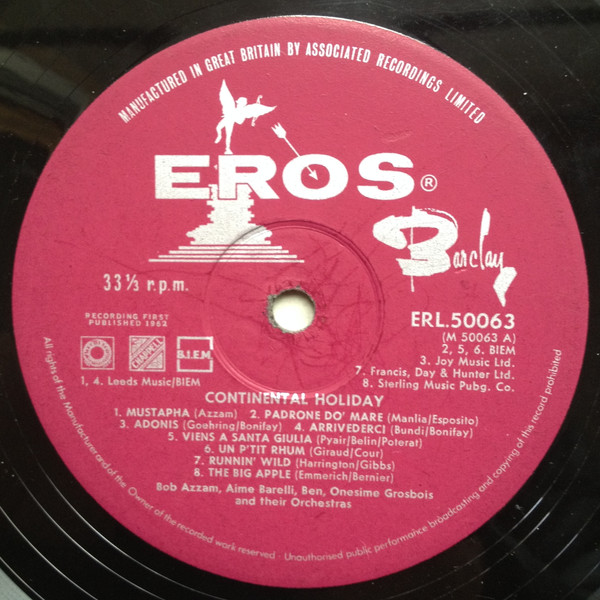 MANUFACTURED IN GREAT BRITAIN BY ASSOCIATED RECORDINGS LIMITED
EROS®
Barclay
33⅓ r.p.m.
ERL.50063
(M 50063 A)
RECORDING FIRST
PUBLISHED 1962
CHAPPELL
B.I.E.M
2, 5, 6. BIEM
3. Joy Music Ltd.
7. Francis, Day & Hunter Ltd.
1, 4. Leeds Music/BIEM
8. Sterling Music Pubg. Co.
CONTINENTAL HOLIDAY
1. MUSTAPHA (Azzam) 2. PADRONE DO' MARE (Manlia/Esposito)
3. ADONIS (Goehring/Bonifay) 4. ARRIVEDERCI (Bundi/Bonifay)
5. VIENS A SANTA GIULIA (Pyair/Belin/Poterat)
6. UN P'TIT RHUM (Giraud/Cour)
7. RUNNIN' WILD (Harrington/Gibbs)
8. THE BIG APPLE (Emmerich/Bernier)
Bob Azzam, Aime Barelli, Ben, Onesime Grosbois
and their Orchestras
All rights of the Manufacturer and of the Owner of the recorded work reserved - Unauthorised public performance broadcasting and copying of this record prohibited